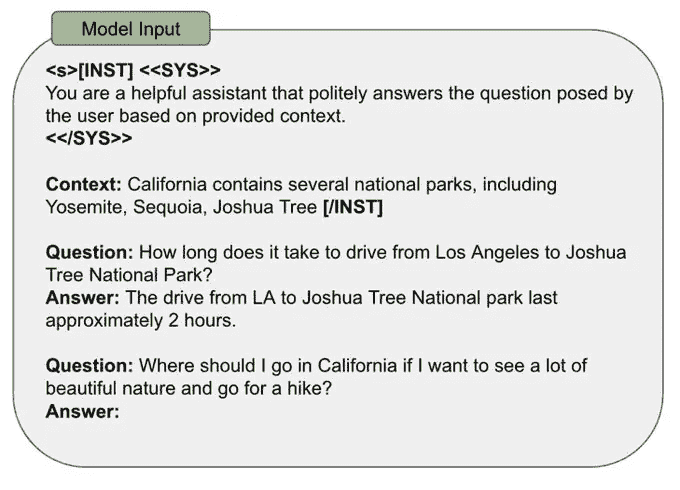 Model Input
<s>[INST] <<SYS>>
You are a helpful assistant that politely answers the question posed by
the user based on provided context.
<</SYS>>
Context: California contains several national parks, including
Yosemite, Sequoia, Joshua Tree [/INST]
Question: How long does it take to drive from Los Angeles to Joshua
Tree National Park?
Answer: The drive from LA to Joshua Tree National park last
approximately 2 hours.
Question: Where should I go in California if I want to see a lot of
beautiful nature and go for a hike?
Answer: